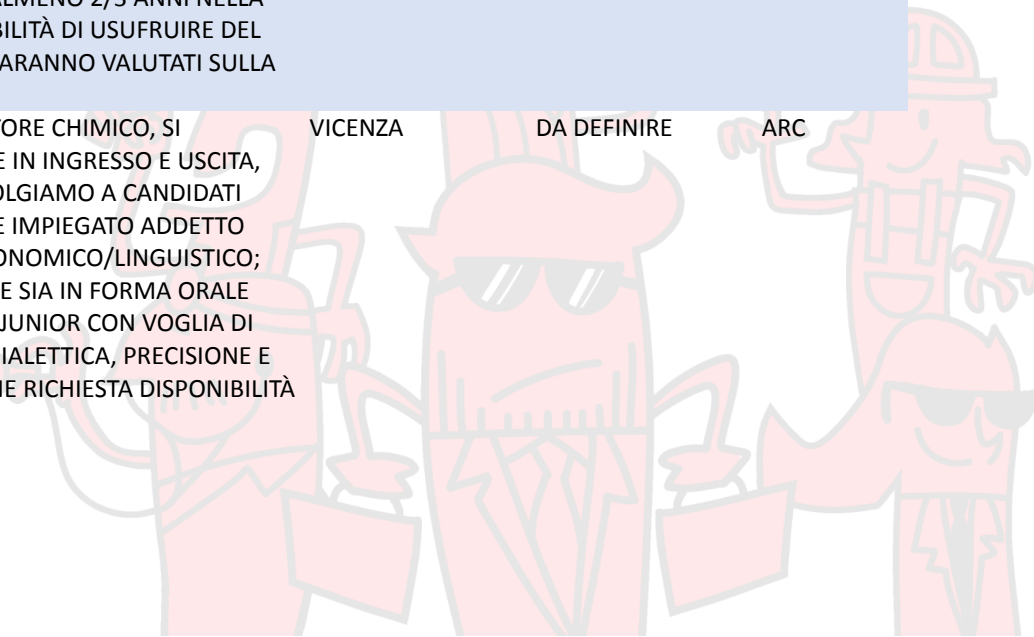 ALMENO 2/3 ANNI NELLA
BILITÀ DI USUFRUIRE DEL
ARANNO VALUTATI SULLA
TORE CHIMICO, SI VICENZA DA DEFINIRE ARC
E IN INGRESSO E USCITA,
OLGIAMO A CANDIDATI
E IMPIEGATO ADDETTO
ONOMICO/LINGUISTICO;
E SIA IN FORMA ORALE
JUNIOR CON VOGLIA DI
IALETTICA, PRECISIONE E
NE RICHIESTA DISPONIBILITÀ